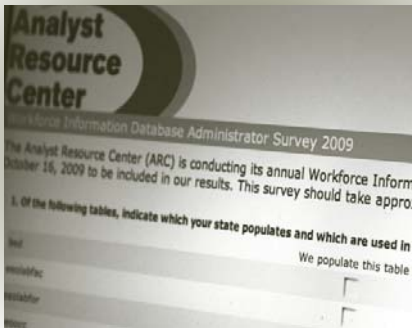 Analyst
Resource
Center
Workforce Information Database Administrator Survey 2009
The Analyst Resource Center (ARC) is conducting its annual Workforce Inform
October 16, 2009 to be included in our results. This survey should take appro
1. Of the following tables, indicate which your state populates and which are used in
We populate this table